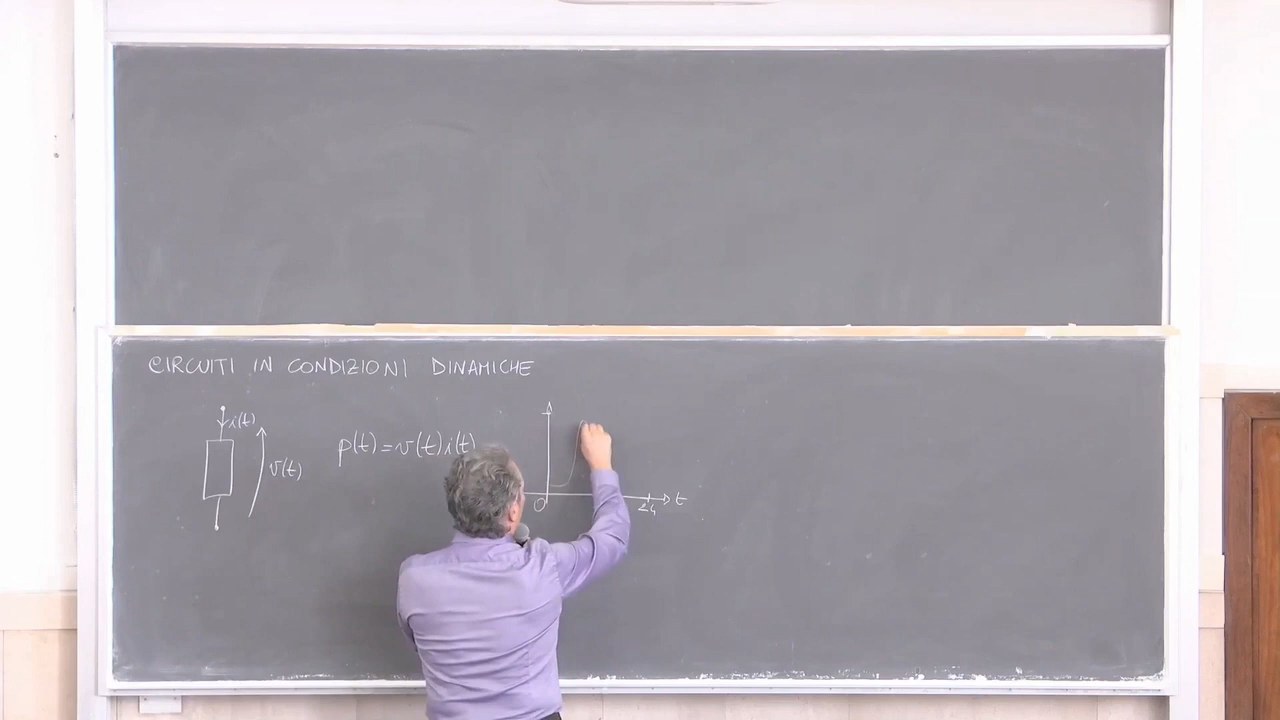 CIRCUITI IN CONDIZIONI DINAMICHE
i(t)
v(t)
p(t)=v(t)i(t)
0
24
t